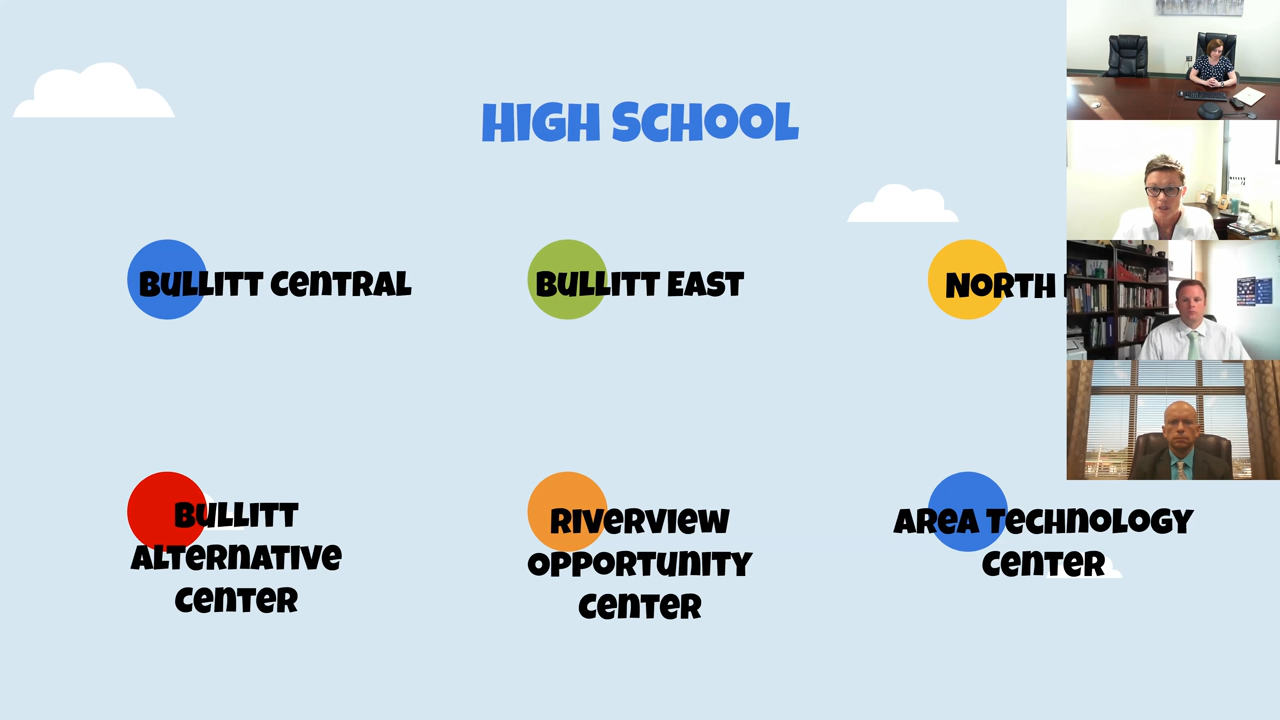 HIGH SCHOOL
BULLITT CENTRAL
BULLITT EAST
NORTH
BULLITT
ALTERNATIVE
CENTER
RIVERVIEW
OPPORTUNITY
CENTER
AREA TECHNOLOGY
CENTER